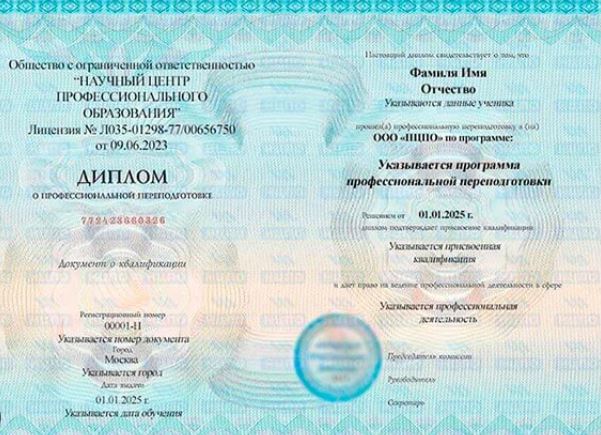 Общество с ограниченной ответственностью
"НАУЧНЫЙ ЦЕНТР
ПРОФЕССИОНАЛЬНОГО
ОБРАЗОВАНИЯ"
Лицензия № Л035-01298-77/00656750
от 09.06.2023
ДИПЛОМ
О ПРОФЕССИОНАЛЬНОЙ ПЕРЕПОДГОТОВКЕ
772423660326
Документ о квалификации
Регистрационный номер
00001-П
Указывается номер документа
Город
Москва
Указывается город
Дата выдачи
01.01.2025 г.
Указывается дата обучения
Настоящий диплом свидетельствует о том, что
Фамиля Имя
Отчество
Указываются данные ученика
прошел(а) профессиональную переподготовку в (на)
ООО «НЦПО» по программе:
Указывается программа
профессиональной переподготовки
Решением от 01.01.2025 г.
диплом подтверждает присвоение квалификации
Указывается присвоенная
квалификация
и дает право на ведение профессиональной деятельности в сфере
Указывается профессиональная
деятельность
Председатель комиссии
Руководитель
Секретарь